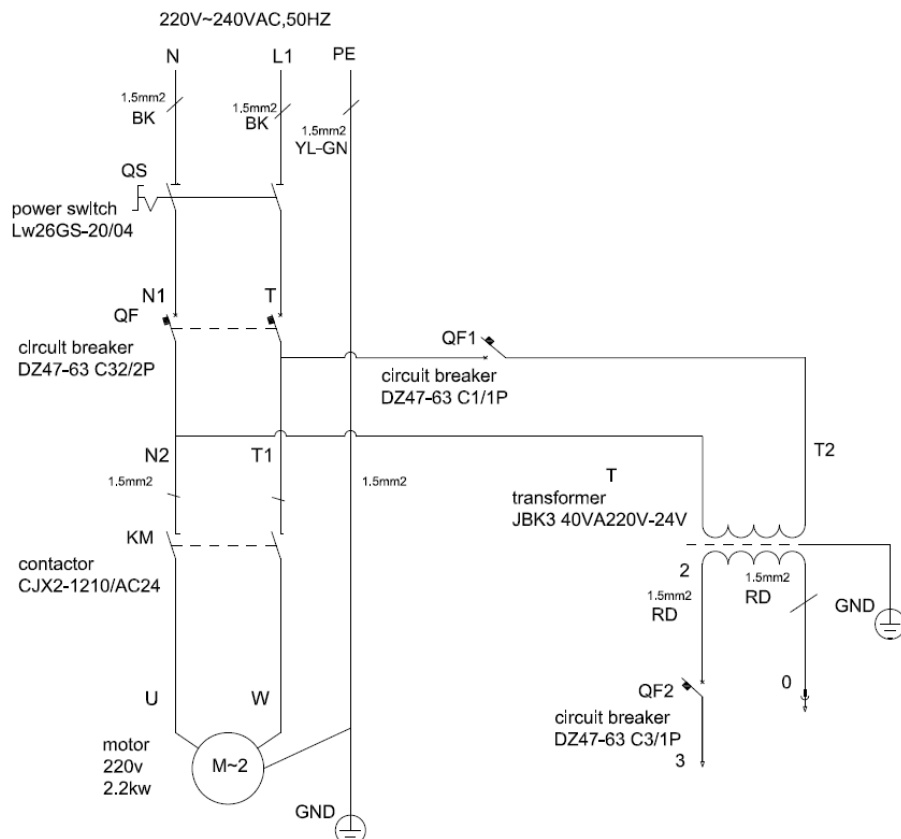 220V~240VAC,50HZ
N
L1
PE
1.5mm2
BK
1.5mm2
BK
1.5mm2
YL-GN
QS
power switch
Lw26GS-20/04
N1
T
QF
circuit breaker
DZ47-63 C32/2P
QF1
circuit breaker
DZ47-63 C1/1P
N2
T1
T2
1.5mm2
1.5mm2
T
transformer
JBK3 40VA220V-24V
KM
contactor
CJX2-1210/AC24
2
1.5mm2
RD
1.5mm2
RD
GND
U
W
QF2
0
circuit breaker
DZ47-63 C3/1P
3
motor
220v
2.2kw
M~2
GND